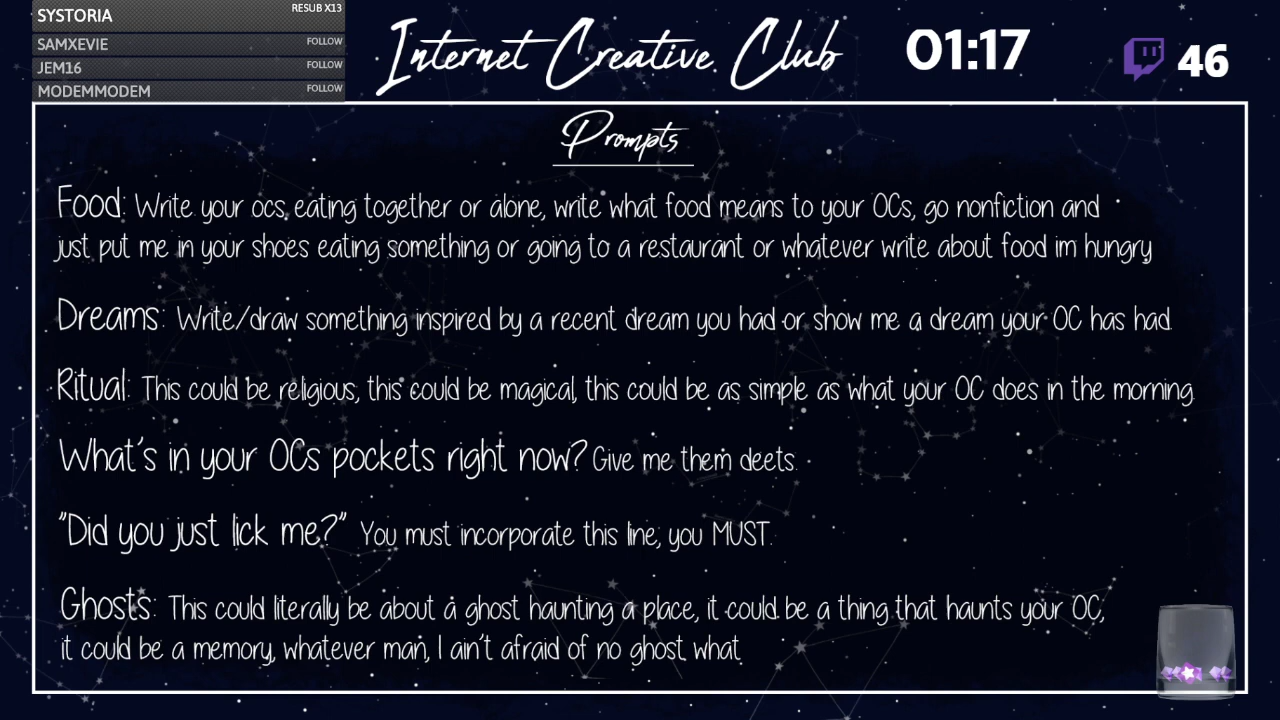 SYSTORIA RESUB X13
SAMXEVIE FOLLOW
JEM16 FOLLOW
MODEMMODEM FOLLOW
Internet Creative Club
01:17
46
Prompts
Food: Write your ocs eating together or alone, write what food means to your OCs, go nonfiction and
just put me in your shoes eating something or going to a restaurant or whatever write about food im hungry
Dreams: Write/draw something inspired by a recent dream you had or show me a dream your OC has had.
Ritual: This could be religious, this could be magical, this could be as simple as what your OC does in the morning.
What's in your OCs pockets right now? Give me them deets.
"Did you just lick me?" You must incorporate this line, you MUST.
Ghosts: This could literally be about a ghost haunting a place, it could be a thing that haunts your OC,
it could be a memory, whatever man, I ain't afraid of no ghost what